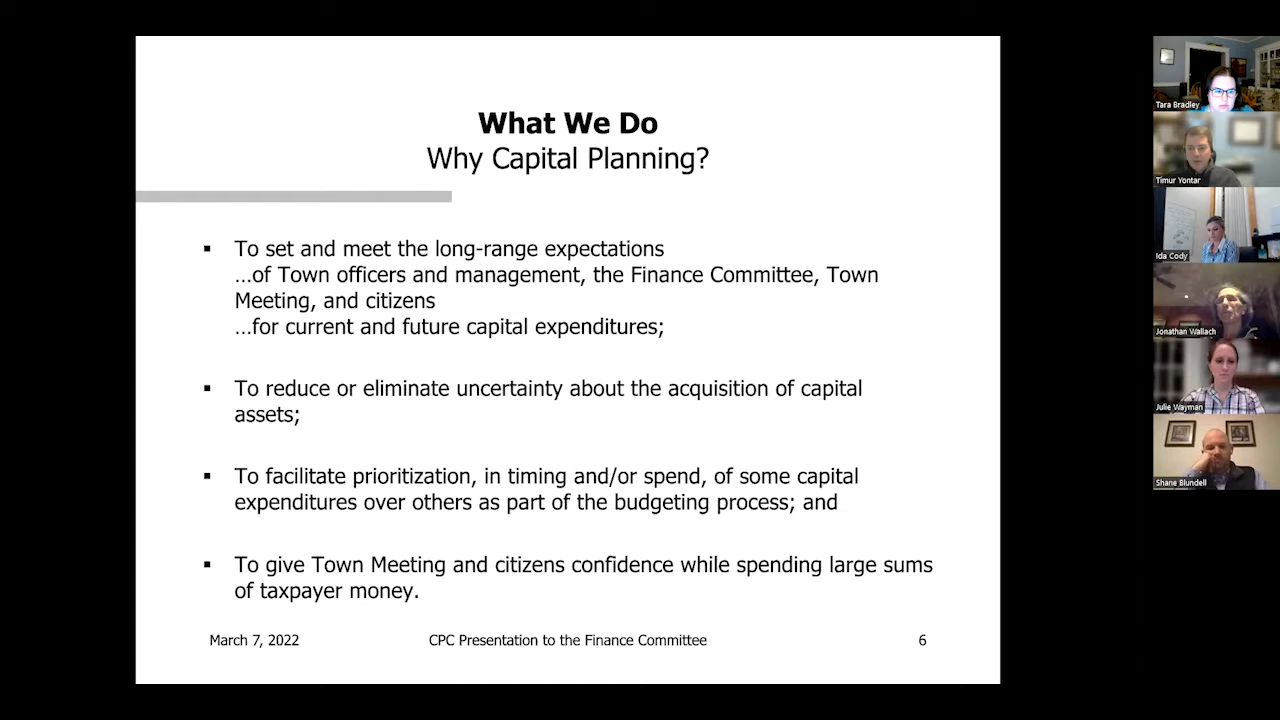 What We Do
Why Capital Planning?
▪ To set and meet the long-range expectations
…of Town officers and management, the Finance Committee, Town
Meeting, and citizens
…for current and future capital expenditures;
▪ To reduce or eliminate uncertainty about the acquisition of capital
assets;
▪ To facilitate prioritization, in timing and/or spend, of some capital
expenditures over others as part of the budgeting process; and
▪ To give Town Meeting and citizens confidence while spending large sums
of taxpayer money.
March 7, 2022 CPC Presentation to the Finance Committee 6
Tara Bradley
Timur Yontar
Ida Cody
Jonathan Wallach
Julie Wayman
Shane Blundell